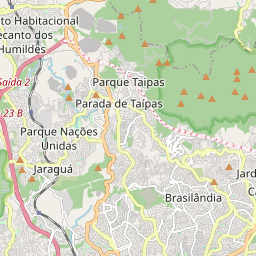 to Habitacional
ecanto dos
Humildes
Saída 2
Parque Taipas
23 B
Parada de Taipas
Parque Nações
Unidas
Jaraguá
Jard
Brasilândia
Ca